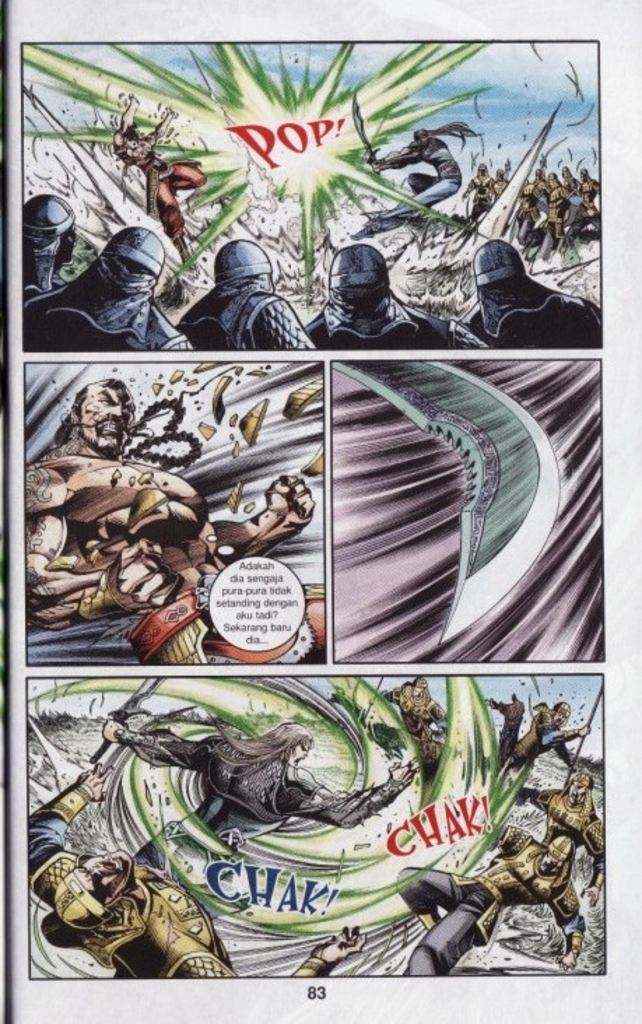 POP!
Adakah
dia sengaja
pura-pura tidak
setanding dengan
aku tadi?
Sekarang baru
dia...
CHAK!
CHAK!
83